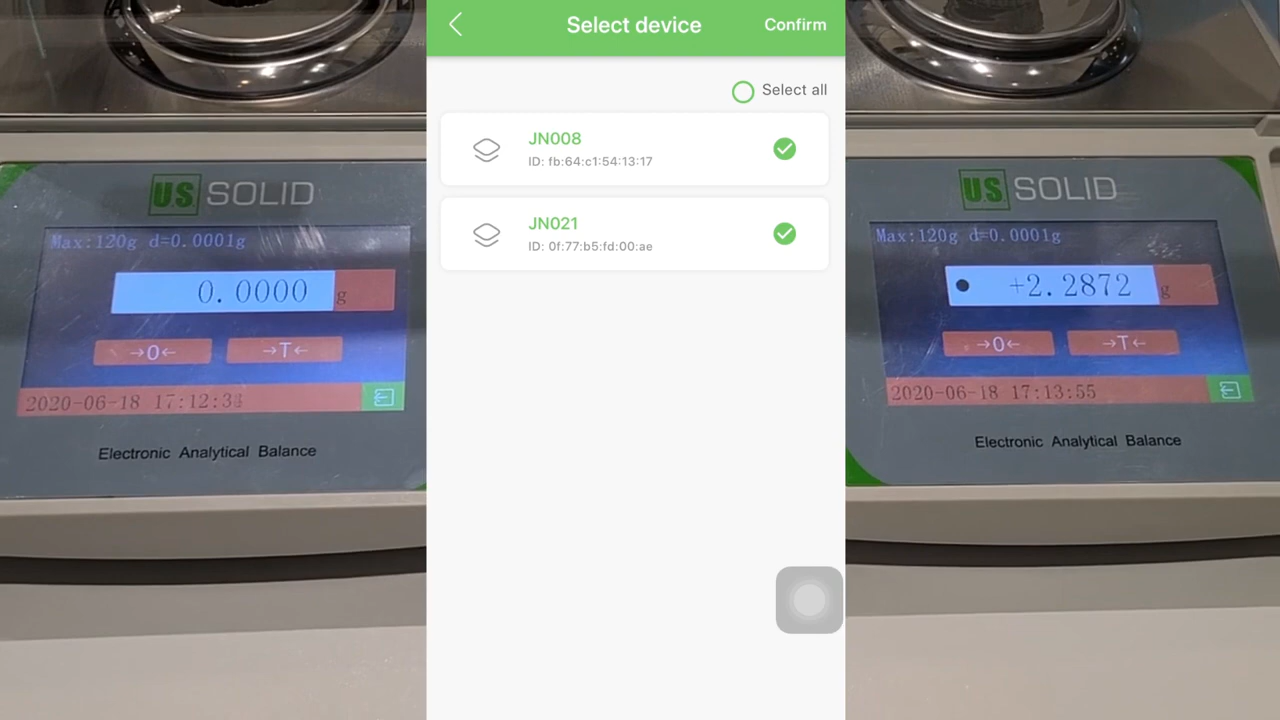 US SOLID
Max:120g d=0.0001g
0.0000 g
→0← →T←
2020-06-18 17:12:3
Electronic Analytical Balance
Select device
Confirm
Select all
JN008
ID: fb:64:c1:54:13:17
JN021
ID: 0f:77:b5:fd:00:ae
U.S. SOLID
Max:120g d=0.0001g
+2.2872 g
→0← →T←
2020-06-18 17:13:55
Electronic Analytical Balance